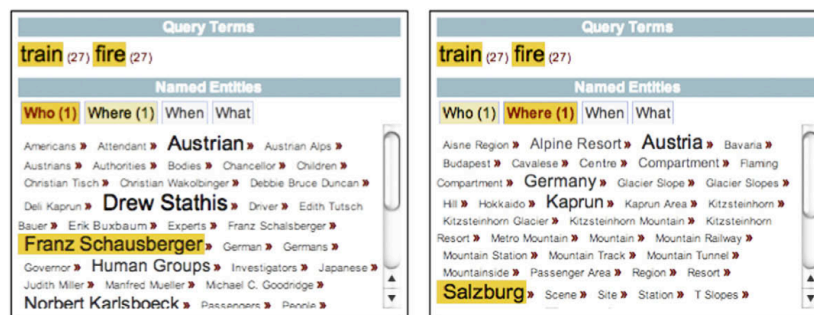 Query Terms
train (27) fire (27)
Named Entities
Who (1) Where (1) When What
Americans » Attendant » Austrian » Austrian Alps »
Austrians » Authorities » Bodies » Chancellor » Children »
Christian Tisch » Christian Wakolbinger » Debbie Bruce Duncan »
Deli Kaprun » Drew Stathis » Driver » Edith Tutsch
Bauer » Erik Buxbaum » Experts » Franz Schalsberger »
Franz Schausberger » German » Germans »
Governor » Human Groups » Investigators » Japanese »
Judith Miller » Manfred Mueller » Michael C. Goodridge »
Norbert Karlsboeck » Passengers » People »
Query Terms
train (27) fire (27)
Named Entities
Who (1) Where (1) When What
Aisne Region » Alpine Resort » Austria » Bavaria »
Budapest » Cavalese » Centre » Compartment » Flaming
Compartment » Germany » Glacier Slope » Glacier Slopes »
Hill » Hokkaido » Kaprun » Kaprun Area » Kitzsteinhorn »
Kitzsteinhorn Glacier » Kitzsteinhorn Mountain » Kitzsteinhorn
Resort » Metro Mountain » Mountain » Mountain Railway »
Mountain Station » Mountain Track » Mountain Tunnel »
Mountainside » Passenger Area » Region » Resort »
Salzburg » Scene » Site » Station » T Slopes »